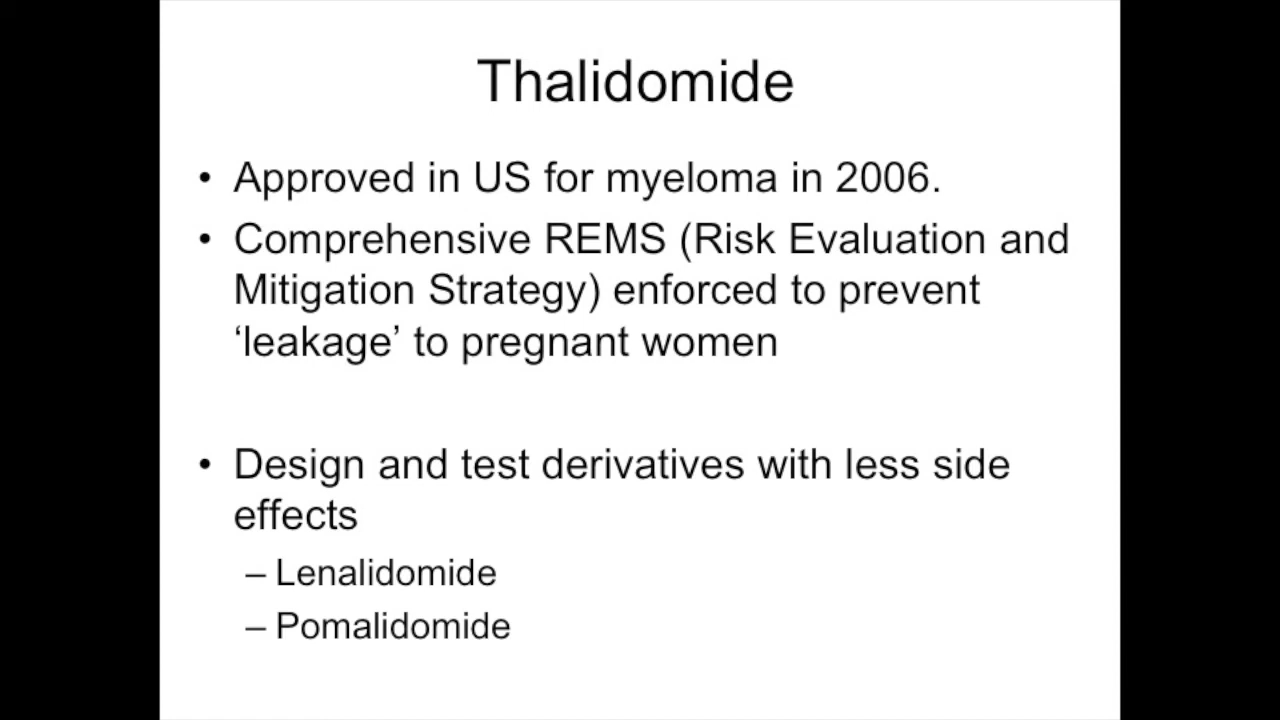 Thalidomide
• Approved in US for myeloma in 2006.
• Comprehensive REMS (Risk Evaluation and
Mitigation Strategy) enforced to prevent
‘leakage’ to pregnant women
• Design and test derivatives with less side
effects
– Lenalidomide
– Pomalidomide